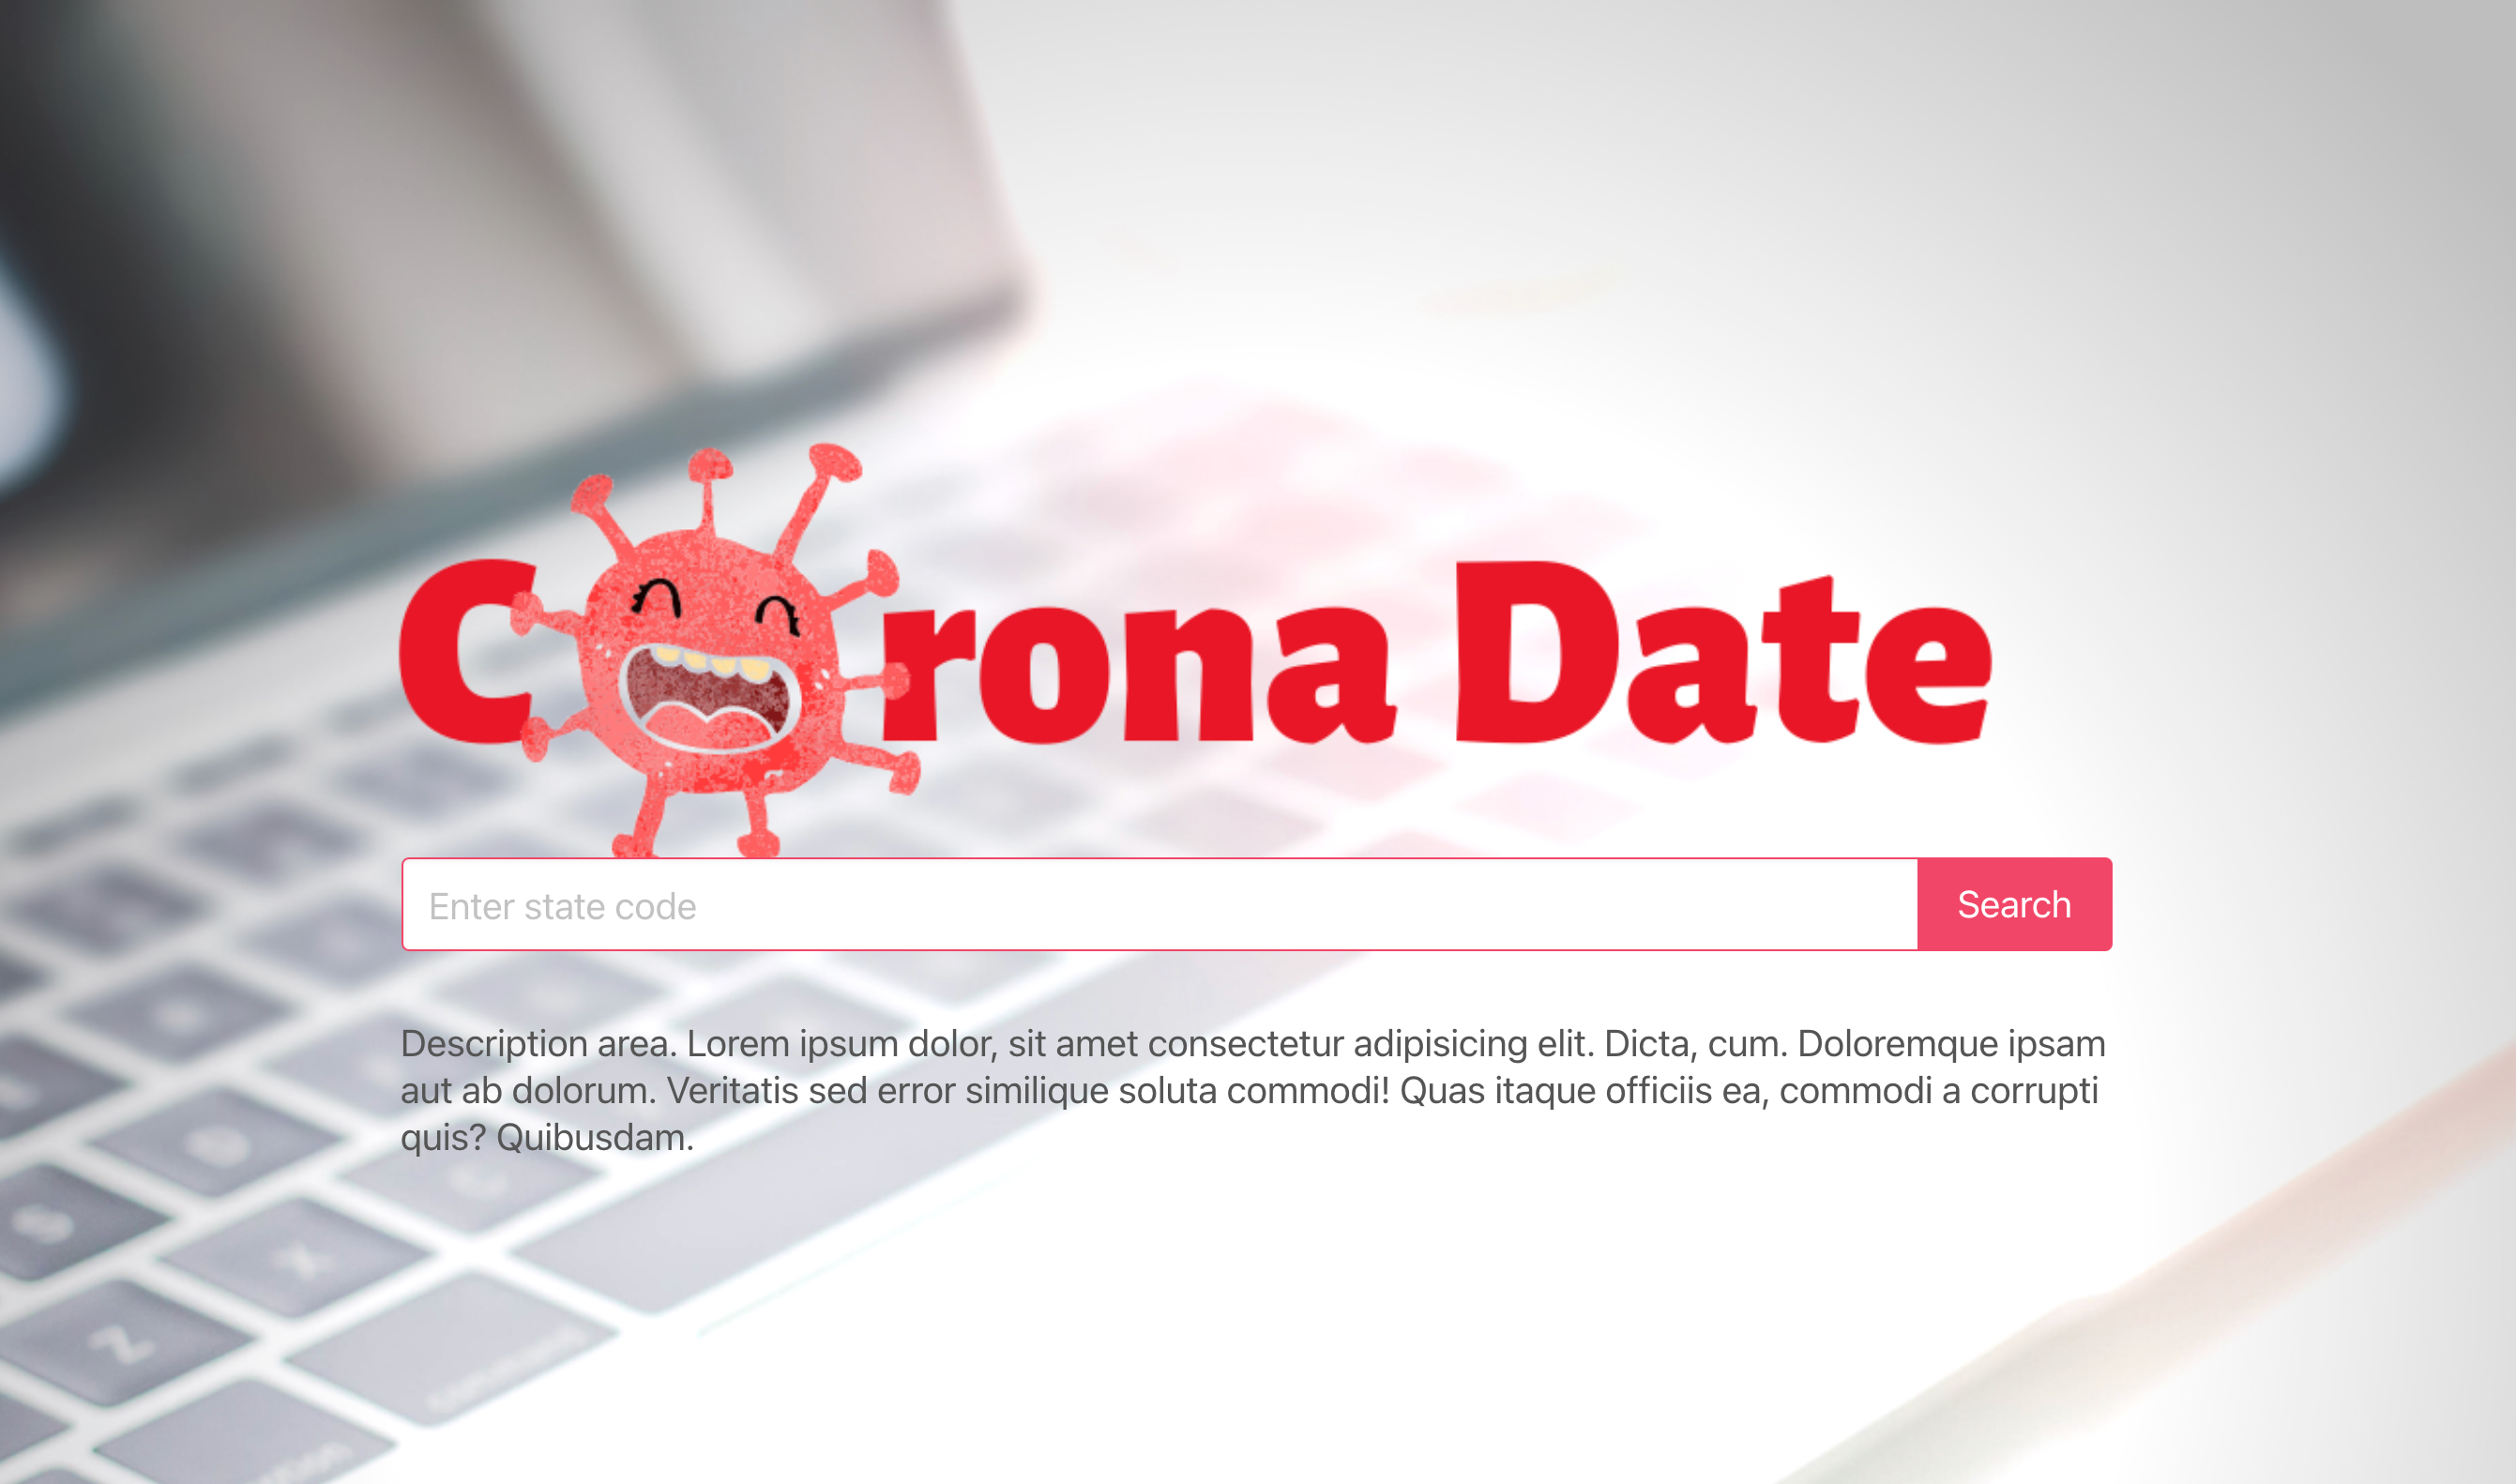 Corona Date
Enter state code
Search
Description area. Lorem ipsum dolor, sit amet consectetur adipisicing elit. Dicta, cum. Doloremque ipsam
aut ab dolorum. Veritatis sed error similique soluta commodi! Quas itaque officiis ea, commodi a corrupti
quis? Quibusdam.
S
X
Z
command